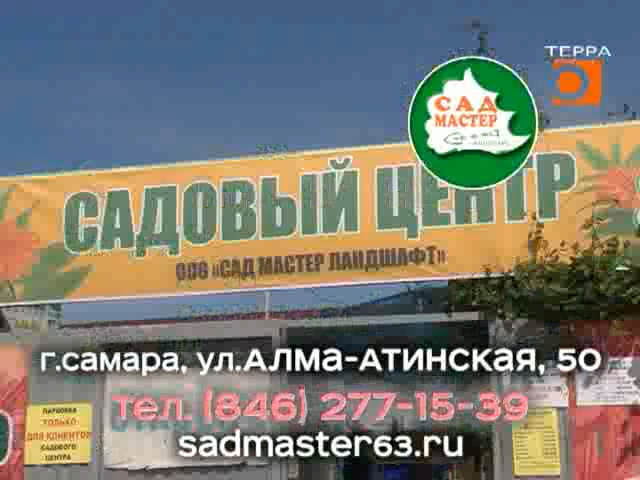 ТЕРРА
САД
МАСТЕР
САДОВЫЙ ЦЕНТР
ООО «САД МАСТЕР ЛАНДШАФТ»
г.самара, ул.АЛМА-АТИНСКАЯ, 50
тел. (846) 277-15-39
sadmaster63.ru
ПАРКОВКА
ТОЛЬКО
ДЛЯ КЛИЕНТОВ
САДОВОГО
ЦЕНТРА